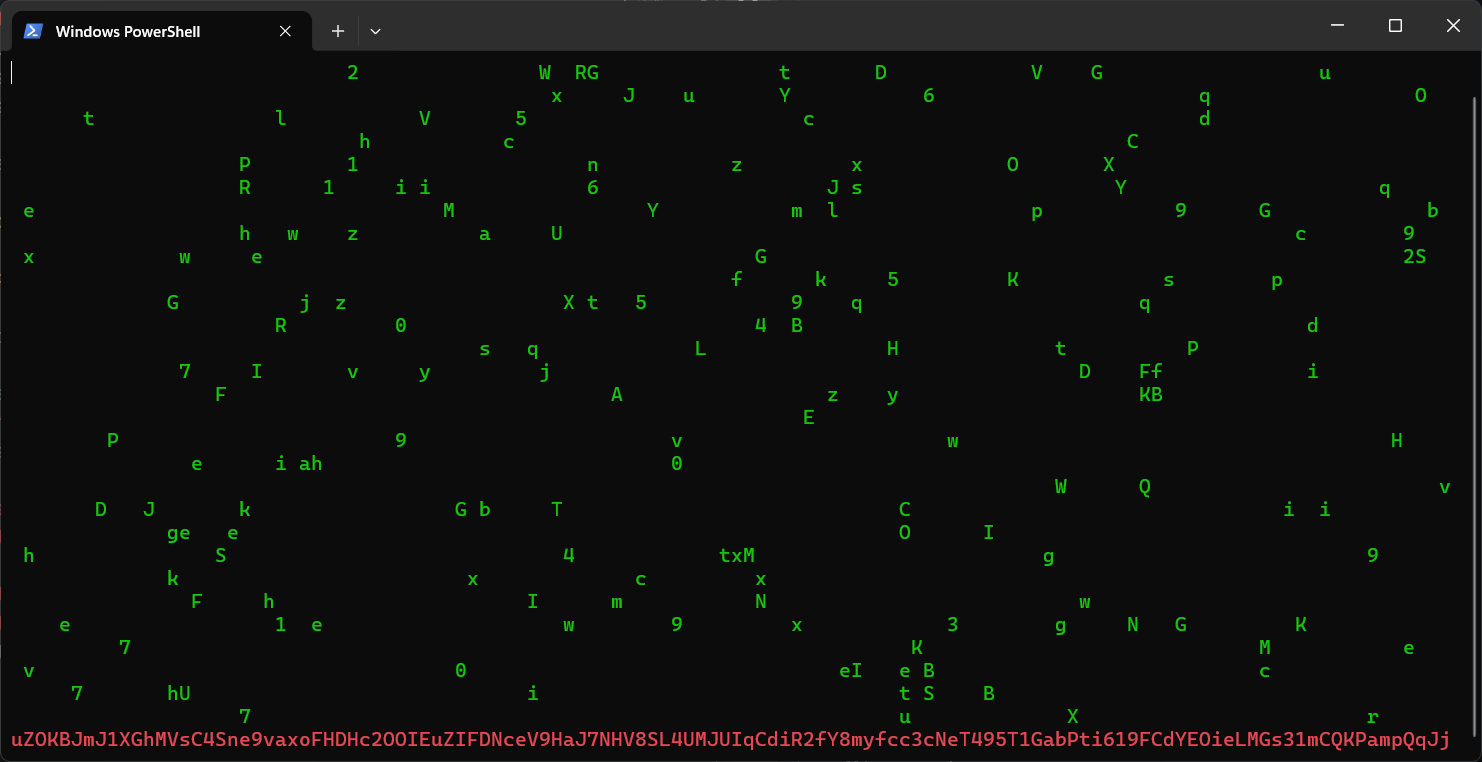 Windows PowerShell
2 W RG t D V G u
x J u Y 6 q O
t l V 5 c d
h c C
P 1 n z x O X
R 1 i i 6 J s Y q
e M Y m l p 9 G b
h w z a U c 9
x w e G 2S
f k 5 K s p
G j z X t 5 9 q q
R 0 4 B d
s q L H t P
7 I v y j D Ff i
F A z y KB
E
P 9 v w H
e i ah 0
W Q v
D J k G b T C i i
ge e O I
h S 4 txM g 9
k x c x
F h I m N w
e 1 e w 9 x 3 g N G K
7 K M e
v 0 eI e B c
7 hU i t S B
7 u X r
uZOKBJmJ1XGhMVsC4Sne9vaxoFHDHc2OOIEuZIFDNceV9HaJ7NHV8SL4UMJUIqCdiR2fY8myfcc3cNeT495T1GabPti619FCdYEOieLMGs31mCQKPampQqJj